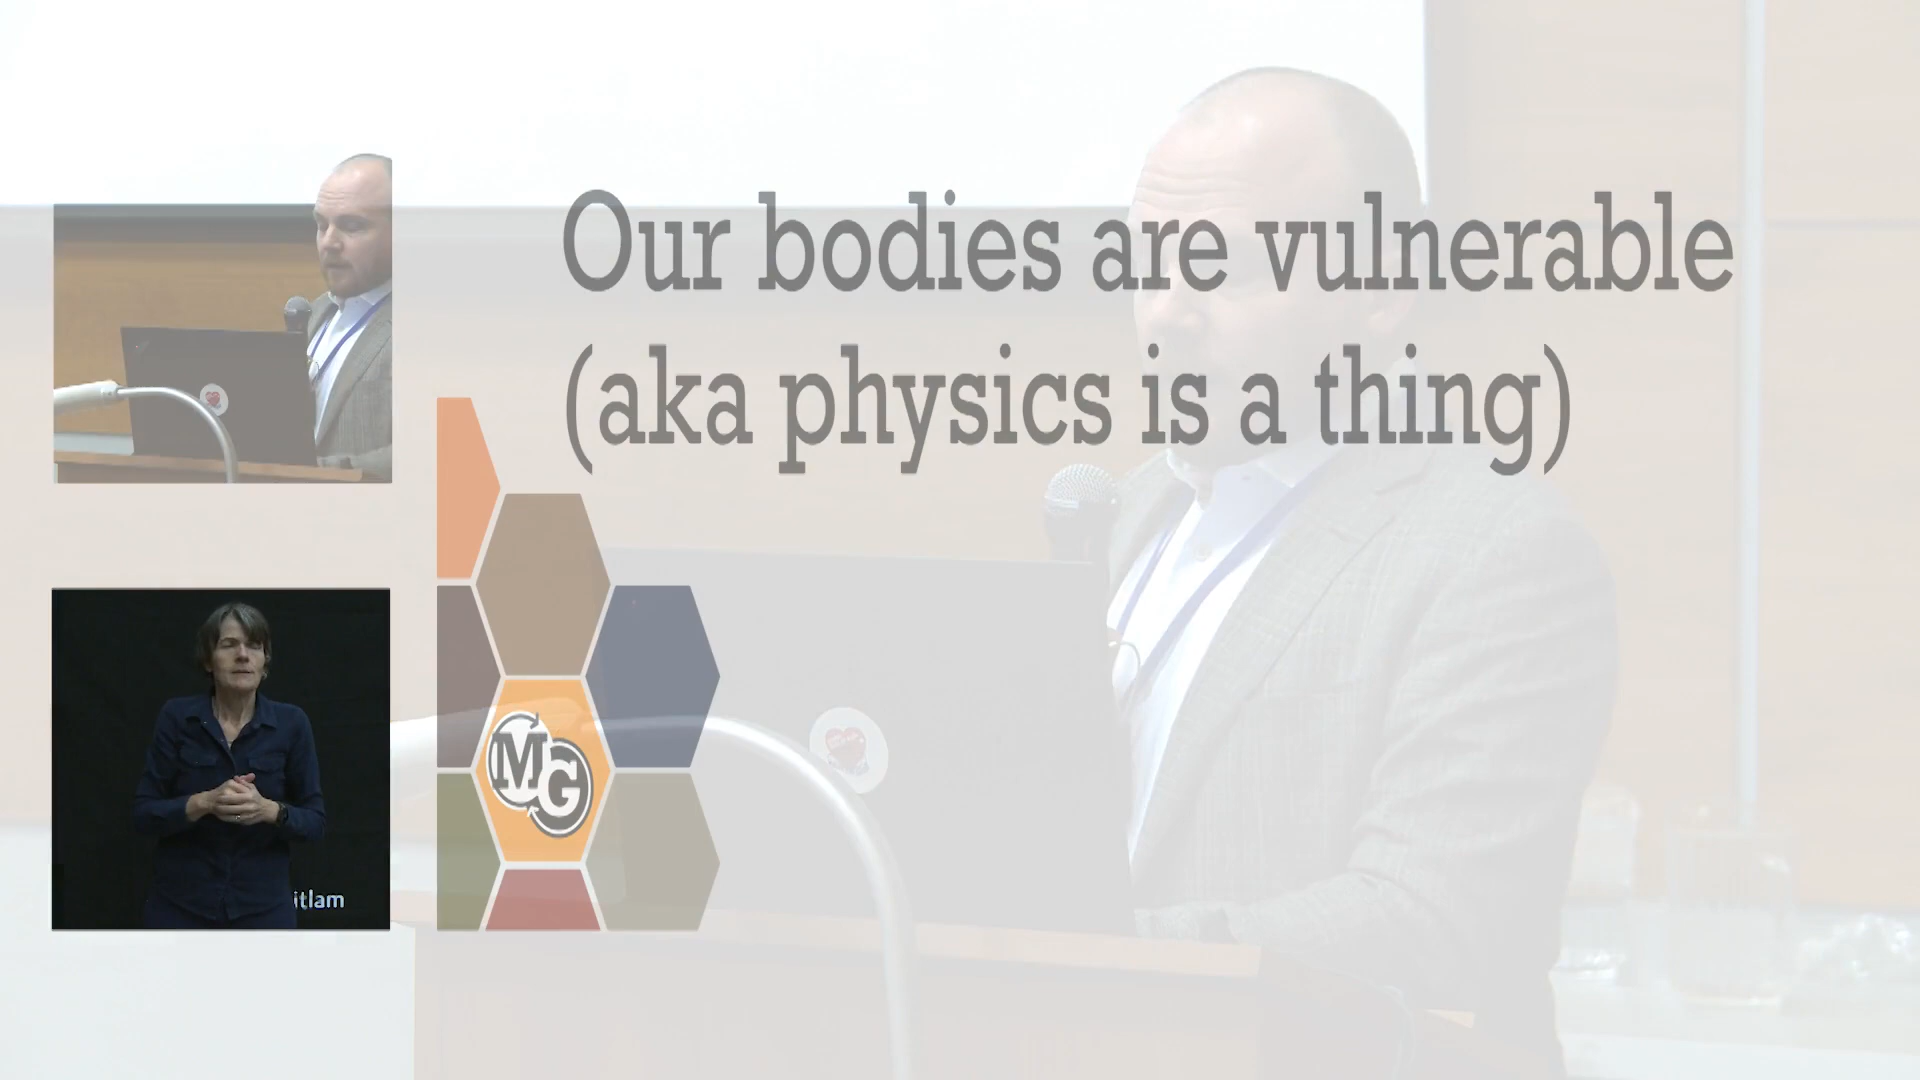 Our bodies are vulnerable
(aka physics is a thing)
MG
itlam